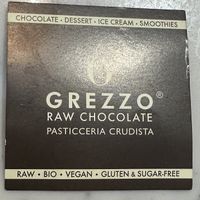 CHOCOLATE • DESSERT • ICE CREAM • SMOOTHIES
G
GREZZO®
RAW CHOCOLATE
PASTICCERIA CRUDISTA
RAW • BIO • VEGAN • GLUTEN & SUGAR-FREE